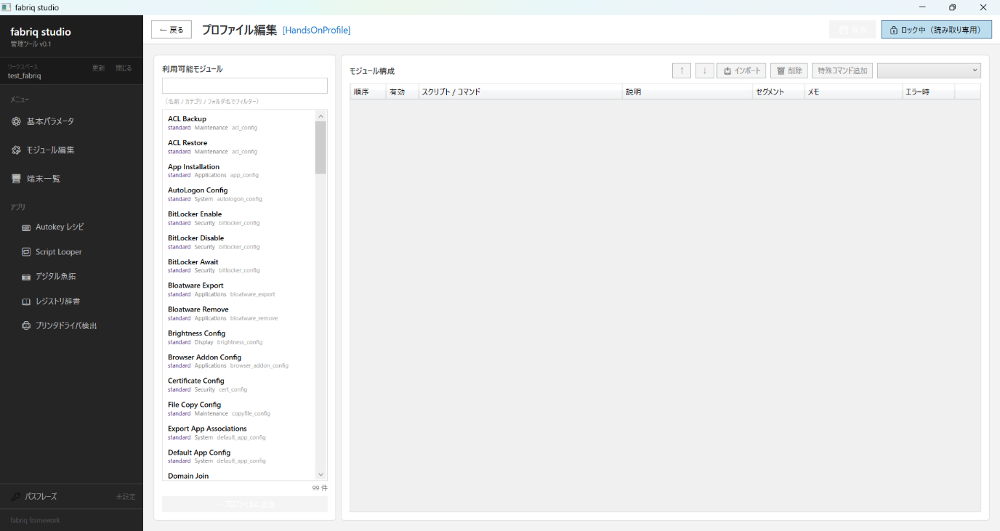 fabriq studio
fabriq studio
管理ツール v0.1
ワークスペース
test_fabriq
更新 閉じる
メニュー
基本パラメータ
モジュール編集
端末一覧
アプリ
Autokey レシピ
Script Looper
デジタル魚拓
レジストリ辞書
プリンタドライバ検出
パスフレーズ 未設定
fabriq framework
← 戻る プロファイル編集 [HandsOnProfile]
保存 ロック中（読み取り専用）
利用可能モジュール
（名前 / カテゴリ / フォルダ名でフィルター）
ACL Backup
standard Maintenance acl_config
ACL Restore
standard Maintenance acl_config
App Installation
standard Applications app_config
AutoLogon Config
standard System autologon_config
BitLocker Enable
standard Security bitlocker_config
BitLocker Disable
standard Security bitlocker_config
BitLocker Await
standard Security bitlocker_config
Bloatware Export
standard Applications bloatware_export
Bloatware Remove
standard Applications bloatware_remove
Brightness Config
standard Display brightness_config
Browser Addon Config
standard Applications browser_addon_config
Certificate Config
standard Security cert_config
File Copy Config
standard Maintenance copyfile_config
Export App Associations
standard System default_app_config
Default App Config
standard System default_app_config
Domain Join
99 件
→ プロファイルに追加
モジュール構成
↑ ↓ インポート 削除 特殊コマンド追加
順序 有効 スクリプト / コマンド 説明 セグメント メモ エラー時